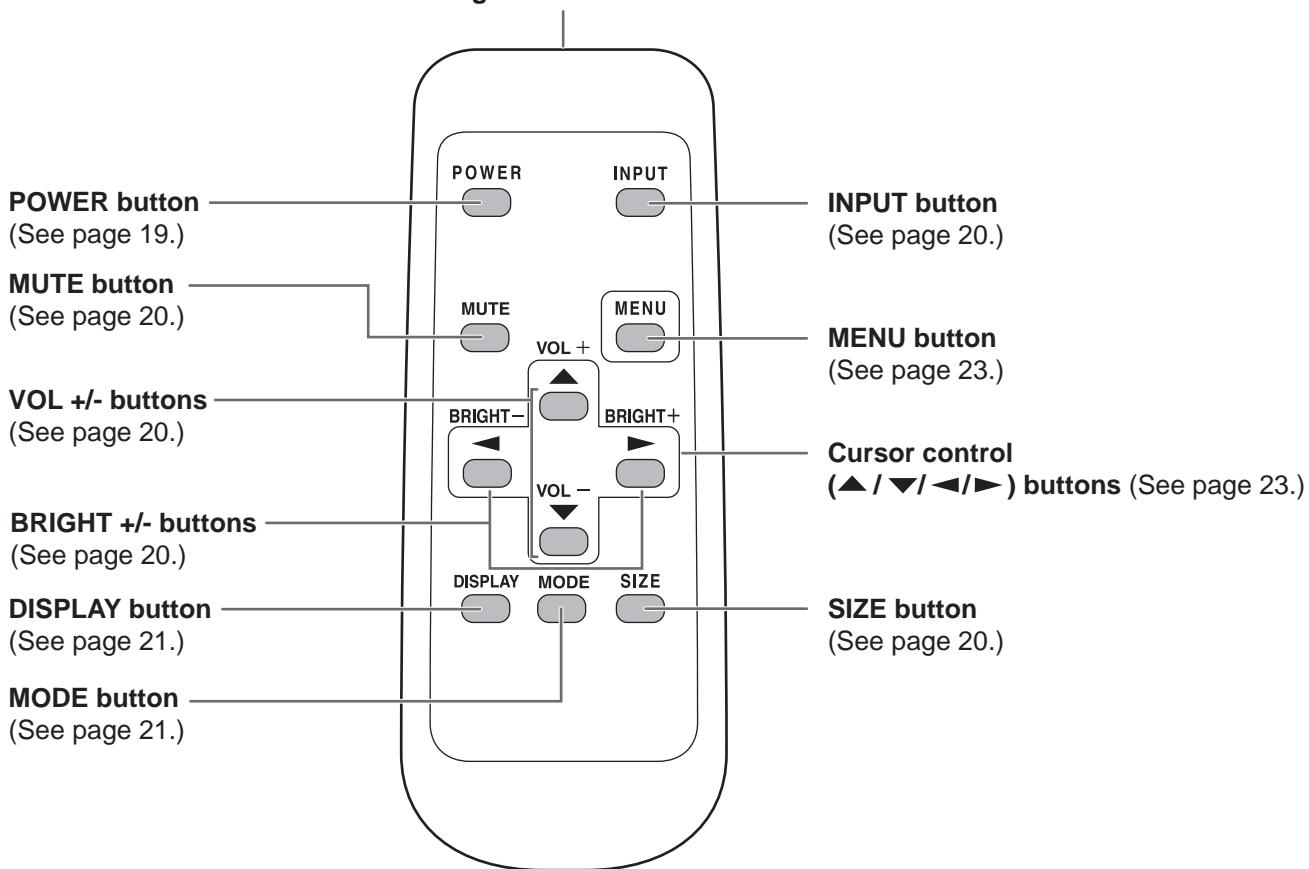 POWER button
(See page 19.)
MUTE button
(See page 20.)
VOL +/- buttons
(See page 20.)
BRIGHT +/- buttons
(See page 20.)
DISPLAY button
(See page 21.)
MODE button
(See page 21.)
POWER
INPUT
MUTE
MENU
VOL +
▲
BRIGHT− BRIGHT+
◄ ►
VOL −
▼
DISPLAY MODE SIZE
INPUT button
(See page 20.)
MENU button
(See page 23.)
Cursor control
(▲ / ▼/ ◄/► ) buttons (See page 23.)
SIZE button
(See page 20.)